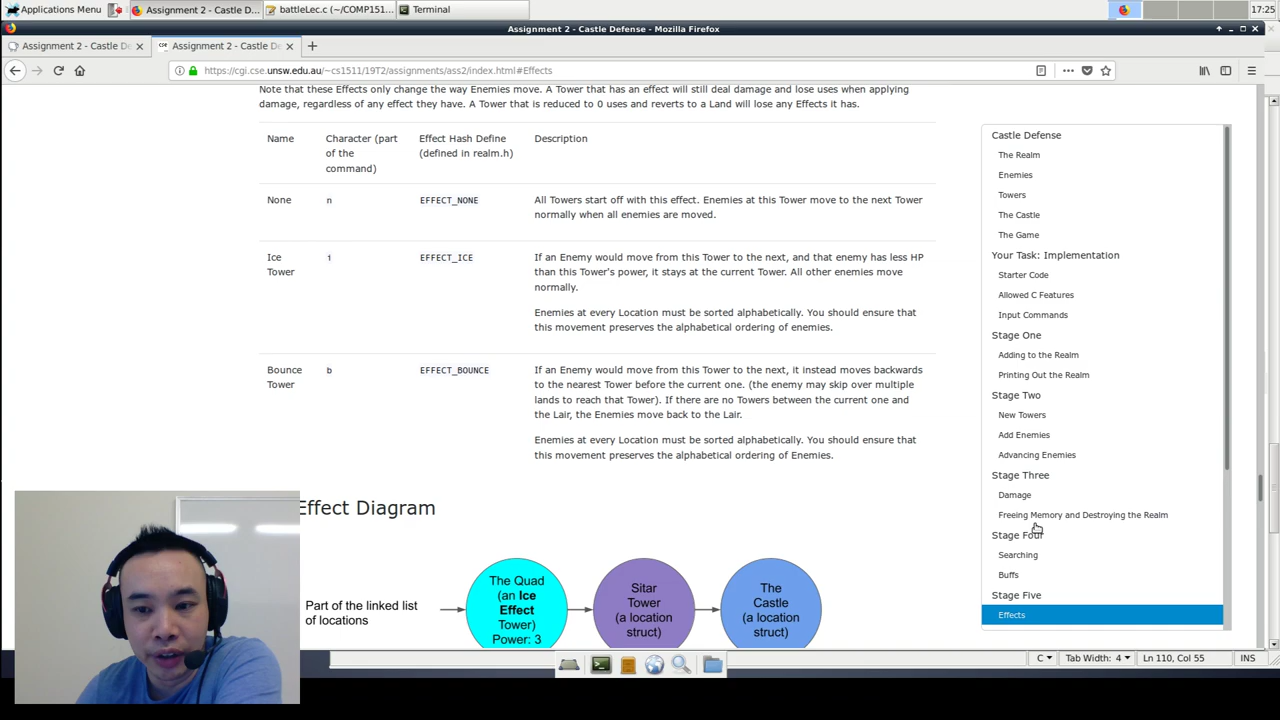 Applications Menu
Assignment 2 - Castle D...
battleLec.c (~/COMP151...
Terminal
17:25
Assignment 2 - Castle Defense - Mozilla Firefox
Assignment 2 - Castle De
Assignment 2 - Castle De
https://cgi.cse.unsw.edu.au/~cs1511/19T2/assignments/ass2/index.html#Effects
Note that these Effects only change the way Enemies move. A Tower that has an effect will still deal damage and lose uses when applying
damage, regardless of any effect they have. A Tower that is reduced to 0 uses and reverts to a Land will lose any Effects it has.
Name
Character (part
of the
command)
Effect Hash Define
(defined in realm.h)
Description
None
n
EFFECT_NONE
All Towers start off with this effect. Enemies at this Tower move to the next Tower
normally when all enemies are moved.
Ice
Tower
i
EFFECT_ICE
If an Enemy would move from this Tower to the next, and that enemy has less HP
than this Tower's power, it stays at the current Tower. All other enemies move
normally.
Enemies at every Location must be sorted alphabetically. You should ensure that
this movement preserves the alphabetical ordering of enemies.
Bounce
Tower
b
EFFECT_BOUNCE
If an Enemy would move from this Tower to the next, it instead moves backwards
to the nearest Tower before the current one. (the enemy may skip over multiple
lands to reach that Tower). If there are no Towers between the current one and
the Lair, the Enemies move back to the Lair.
Enemies at every Location must be sorted alphabetically. You should ensure that
this movement preserves the alphabetical ordering of Enemies.
Effect Diagram
Part of the linked list
of locations
The Quad
(an Ice
Effect
Tower)
Power: 3
Sitar
Tower
(a location
struct)
The
Castle
(a location
struct)
Castle Defense
The Realm
Enemies
Towers
The Castle
The Game
Your Task: Implementation
Starter Code
Allowed C Features
Input Commands
Stage One
Adding to the Realm
Printing Out the Realm
Stage Two
New Towers
Add Enemies
Advancing Enemies
Stage Three
Damage
Freeing Memory and Destroying the Realm
Stage Four
Searching
Buffs
Stage Five
Effects
C
Tab Width: 4
Ln 110, Col 55
INS